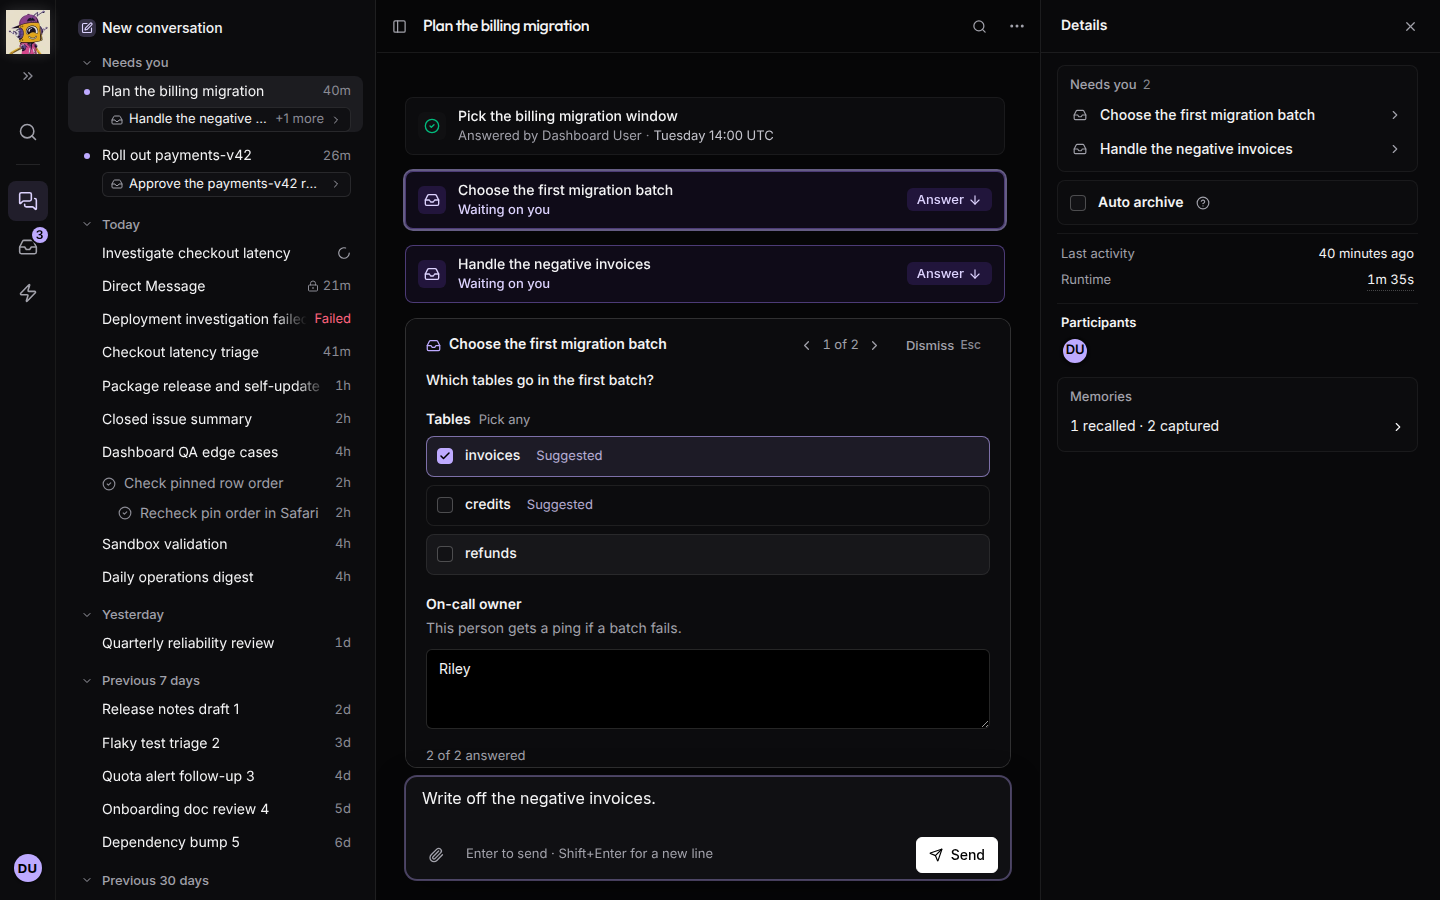 New conversation
Needs you
Plan the billing migration 40m
Handle the negative ... +1 more
Roll out payments-v42 26m
Approve the payments-v42 r...
Today
Investigate checkout latency
Direct Message 21m
Deployment investigation failed Failed
Checkout latency triage 41m
Package release and self-update 1h
Closed issue summary 2h
Dashboard QA edge cases 4h
Check pinned row order 2h
Recheck pin order in Safari 2h
Sandbox validation 4h
Daily operations digest 4h
Yesterday
Quarterly reliability review 1d
Previous 7 days
Release notes draft 1 2d
Flaky test triage 2 3d
Quota alert follow-up 3 4d
Onboarding doc review 4 5d
Dependency bump 5 6d
Previous 30 days
3
DU
Plan the billing migration
Pick the billing migration window
Answered by Dashboard User · Tuesday 14:00 UTC
Choose the first migration batch
Waiting on you
Answer ↓
Handle the negative invoices
Waiting on you
Answer ↓
Choose the first migration batch 1 of 2 Dismiss Esc
Which tables go in the first batch?
Tables Pick any
invoices Suggested
credits Suggested
refunds
On-call owner
This person gets a ping if a batch fails.
Riley
2 of 2 answered
Write off the negative invoices.
Enter to send · Shift+Enter for a new line
Send
Details
Needs you 2
Choose the first migration batch
Handle the negative invoices
Auto archive
Last activity 40 minutes ago
Runtime 1m 35s
Participants
DU
Memories
1 recalled · 2 captured